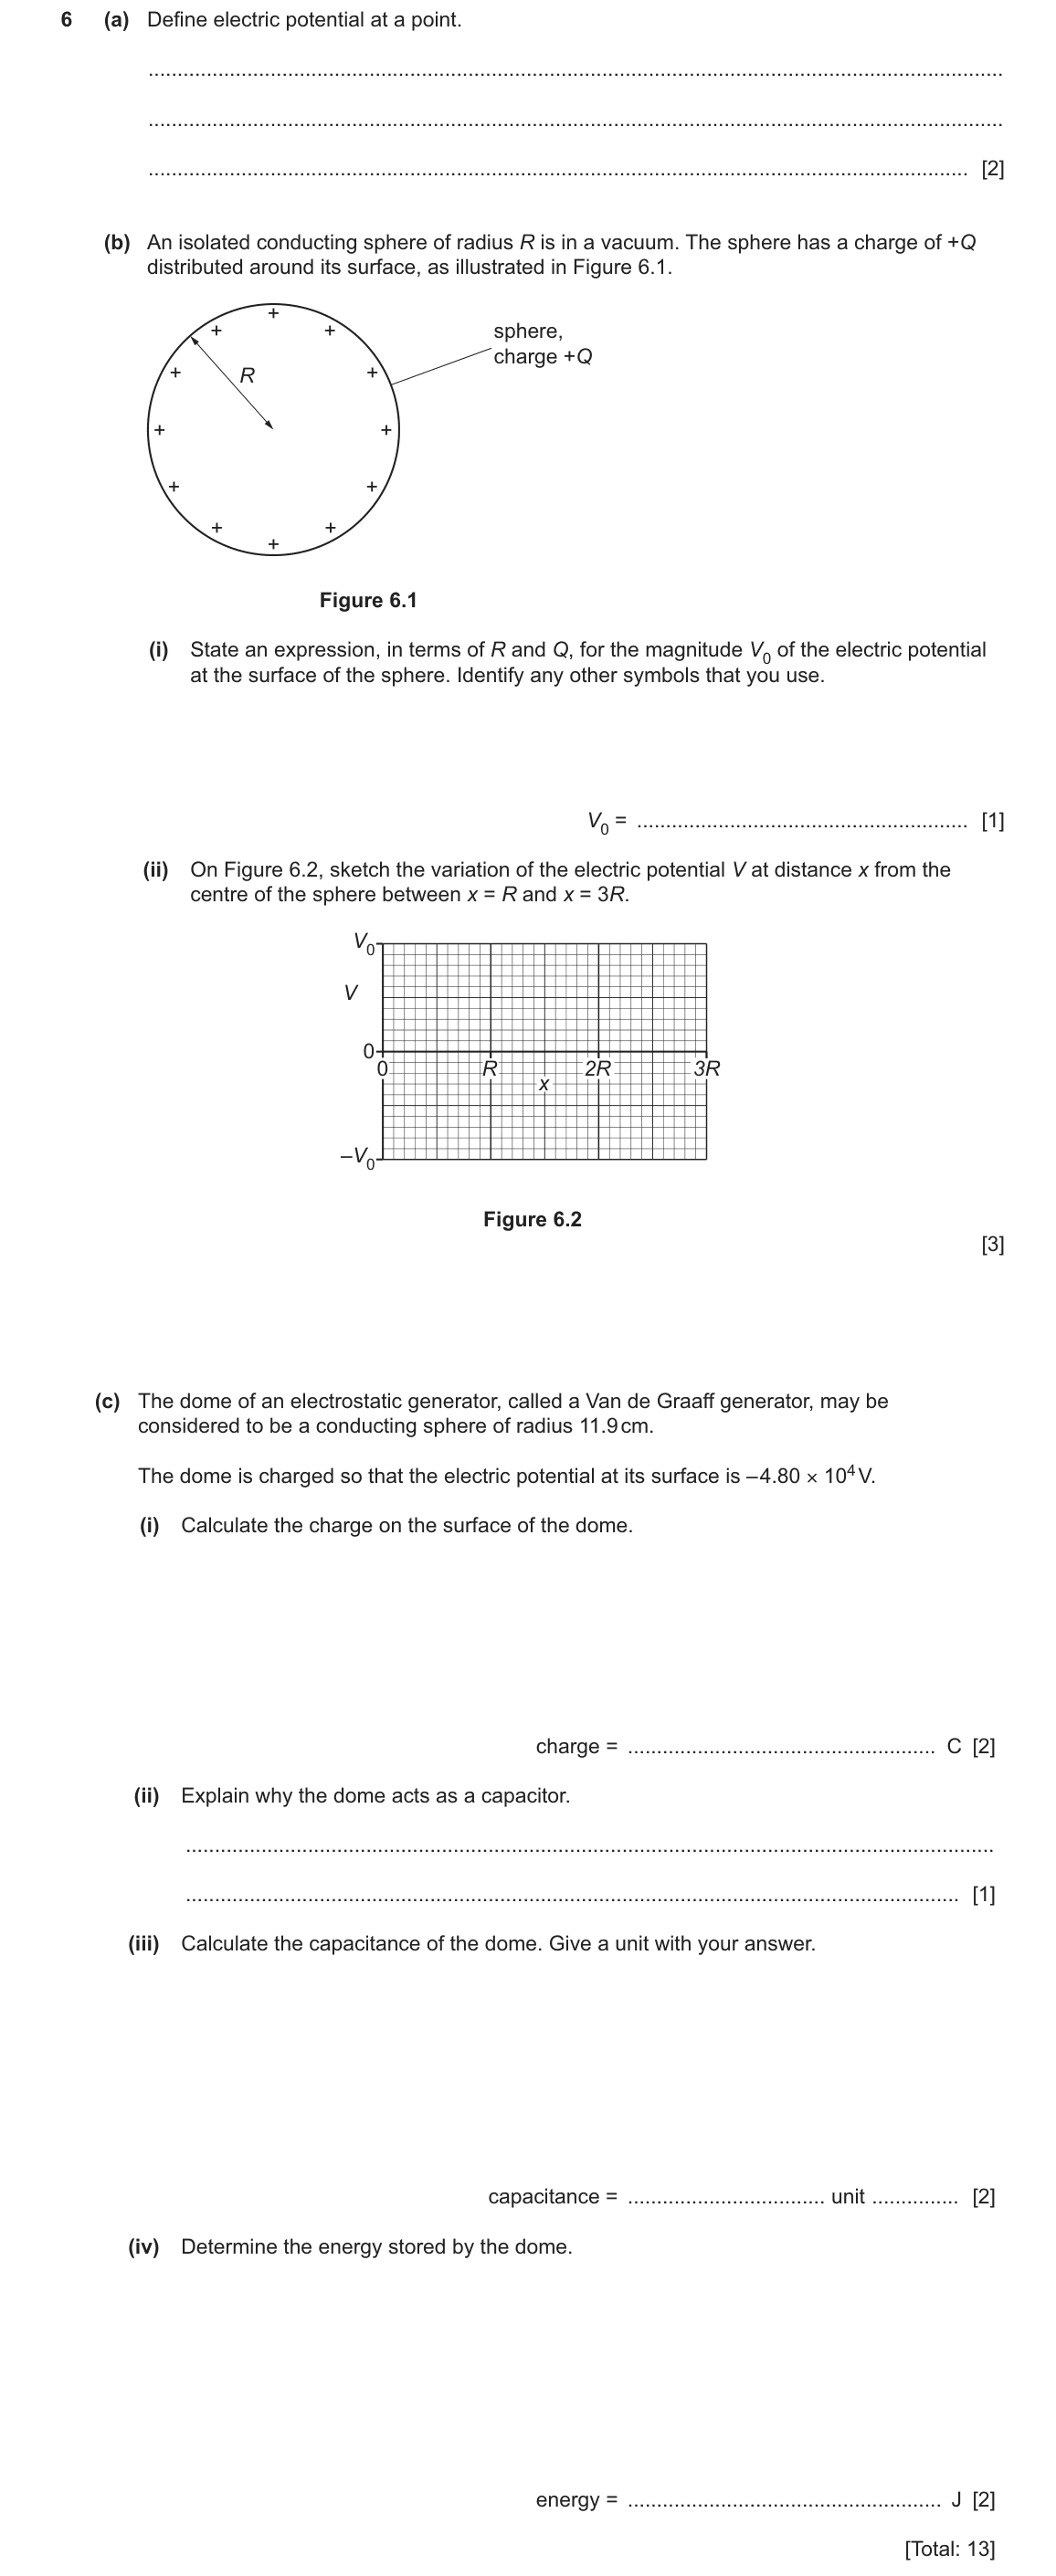 6 (a) Define electric potential at a point.
..........................................................................................
..........................................................................................
.......................................................................................... [2]
(b) An isolated conducting sphere of radius R is in a vacuum. The sphere has a charge of +Q
distributed around its surface, as illustrated in Figure 6.1.
+
+ +
sphere,
charge +Q
+ R +
+ +
+ +
+ +
+
Figure 6.1
(i) State an expression, in terms of R and Q, for the magnitude V₀ of the electric potential
at the surface of the sphere. Identify any other symbols that you use.
V₀ = .......................................................... [1]
(ii) On Figure 6.2, sketch the variation of the electric potential V at distance x from the
centre of the sphere between x = R and x = 3R.
V₀
V
0
0 R 2R 3R
x
–V₀
Figure 6.2
[3]
(c) The dome of an electrostatic generator, called a Van de Graaff generator, may be
considered to be a conducting sphere of radius 11.9 cm.
The dome is charged so that the electric potential at its surface is –4.80 × 10⁴ V.
(i) Calculate the charge on the surface of the dome.
charge = ...................................................... C [2]
(ii) Explain why the dome acts as a capacitor.
..........................................................................................
.......................................................................................... [1]
(iii) Calculate the capacitance of the dome. Give a unit with your answer.
capacitance = .................................. unit ............... [2]
(iv) Determine the energy stored by the dome.
energy = ...................................................... J [2]
[Total: 13]